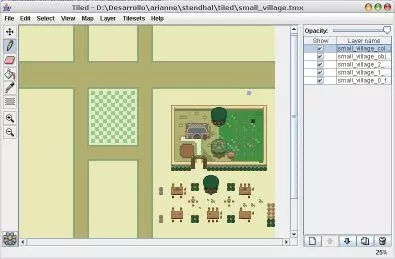 Tiled - D:\Desarrollo\arianne\stendhal\tiled\small_village.tmx
File Edit Select View Map Layer Tilesets Help
Opacity:
Show Layer name
small_village_col...
small_village_obj...
small_village_2_...
small_village_1_...
small_village_0_f...
25%